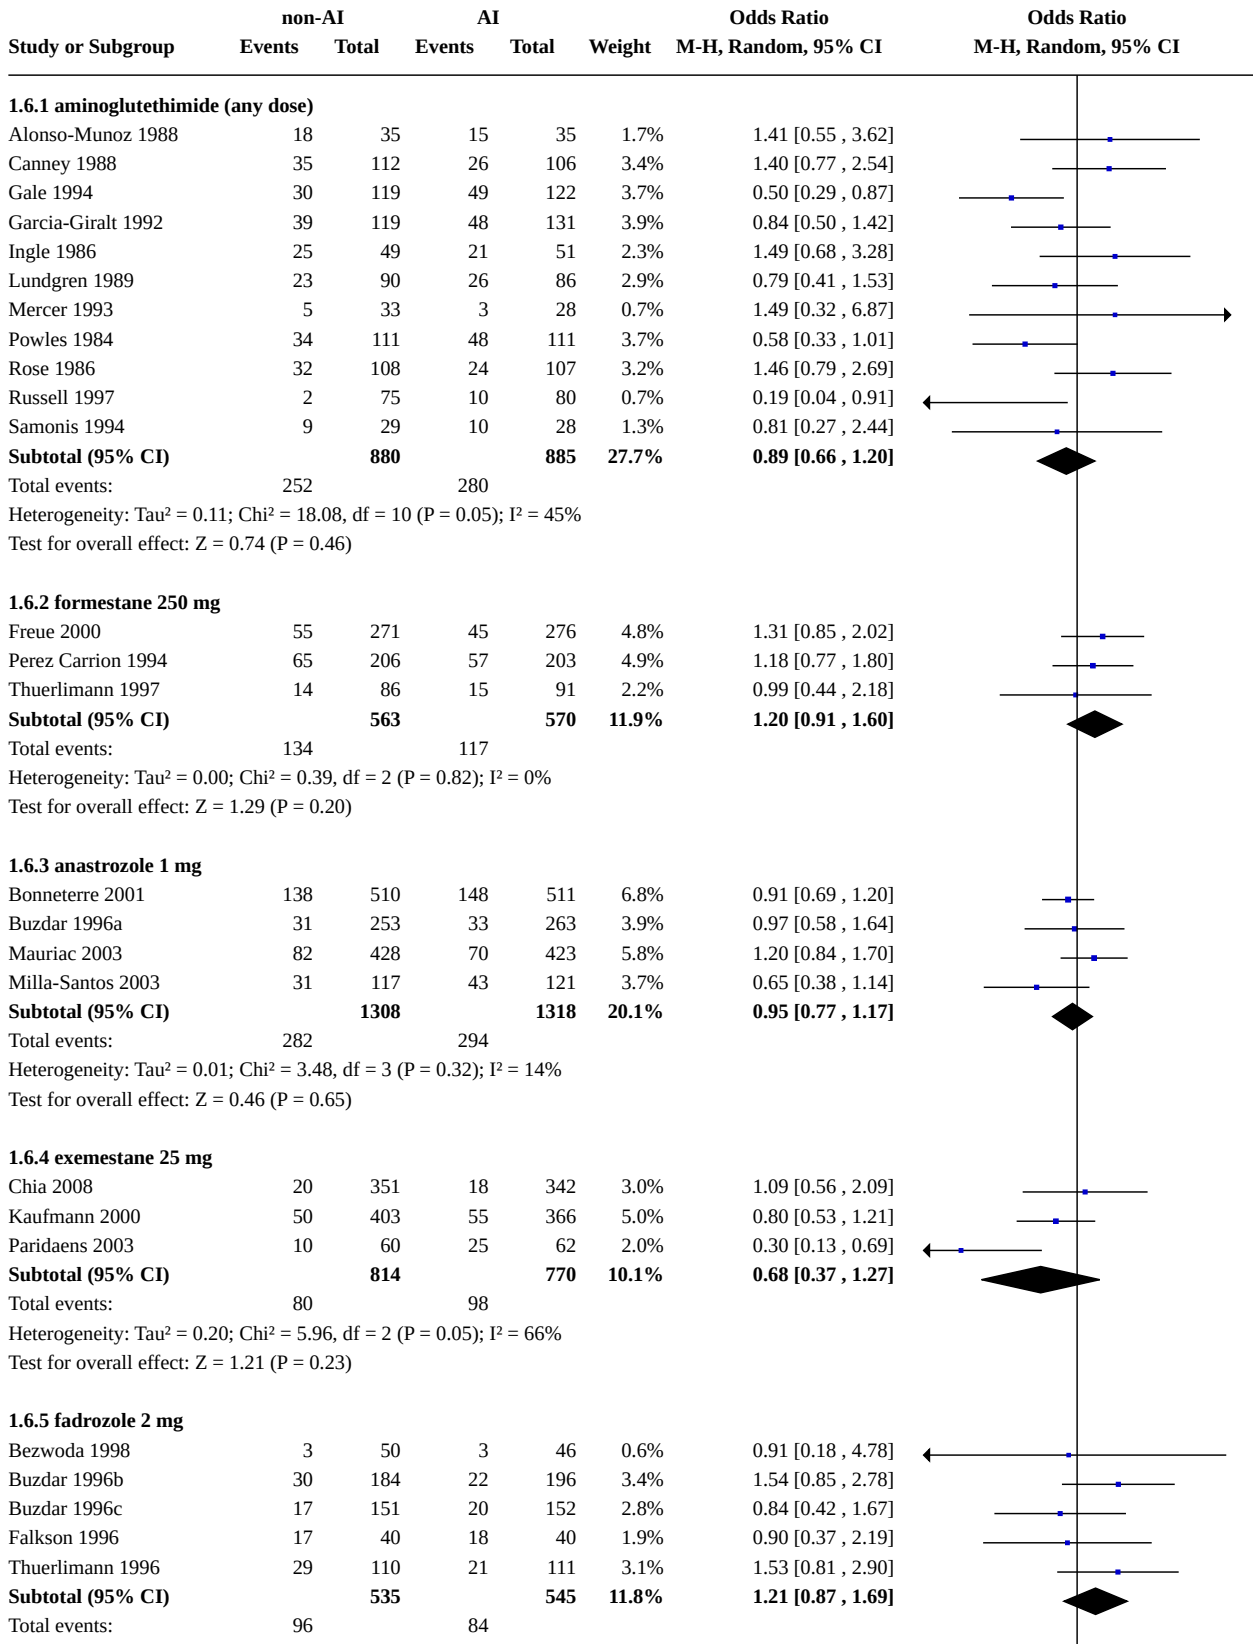 non-AI AI Odds Ratio Odds Ratio
Study or Subgroup Events Total Events Total Weight M-H, Random, 95% CI M-H, Random, 95% CI
1.6.1 aminoglutethimide (any dose)
Alonso-Munoz 1988 18 35 15 35 1.7% 1.41 [0.55 , 3.62]
Canney 1988 35 112 26 106 3.4% 1.40 [0.77 , 2.54]
Gale 1994 30 119 49 122 3.7% 0.50 [0.29 , 0.87]
Garcia-Giralt 1992 39 119 48 131 3.9% 0.84 [0.50 , 1.42]
Ingle 1986 25 49 21 51 2.3% 1.49 [0.68 , 3.28]
Lundgren 1989 23 90 26 86 2.9% 0.79 [0.41 , 1.53]
Mercer 1993 5 33 3 28 0.7% 1.49 [0.32 , 6.87]
Powles 1984 34 111 48 111 3.7% 0.58 [0.33 , 1.01]
Rose 1986 32 108 24 107 3.2% 1.46 [0.79 , 2.69]
Russell 1997 2 75 10 80 0.7% 0.19 [0.04 , 0.91]
Samonis 1994 9 29 10 28 1.3% 0.81 [0.27 , 2.44]
Subtotal (95% CI) 880 885 27.7% 0.89 [0.66 , 1.20]
Total events: 252 280
Heterogeneity: Tau² = 0.11; Chi² = 18.08, df = 10 (P = 0.05); I² = 45%
Test for overall effect: Z = 0.74 (P = 0.46)
1.6.2 formestane 250 mg
Freue 2000 55 271 45 276 4.8% 1.31 [0.85 , 2.02]
Perez Carrion 1994 65 206 57 203 4.9% 1.18 [0.77 , 1.80]
Thuerlimann 1997 14 86 15 91 2.2% 0.99 [0.44 , 2.18]
Subtotal (95% CI) 563 570 11.9% 1.20 [0.91 , 1.60]
Total events: 134 117
Heterogeneity: Tau² = 0.00; Chi² = 0.39, df = 2 (P = 0.82); I² = 0%
Test for overall effect: Z = 1.29 (P = 0.20)
1.6.3 anastrozole 1 mg
Bonneterre 2001 138 510 148 511 6.8% 0.91 [0.69 , 1.20]
Buzdar 1996a 31 253 33 263 3.9% 0.97 [0.58 , 1.64]
Mauriac 2003 82 428 70 423 5.8% 1.20 [0.84 , 1.70]
Milla-Santos 2003 31 117 43 121 3.7% 0.65 [0.38 , 1.14]
Subtotal (95% CI) 1308 1318 20.1% 0.95 [0.77 , 1.17]
Total events: 282 294
Heterogeneity: Tau² = 0.01; Chi² = 3.48, df = 3 (P = 0.32); I² = 14%
Test for overall effect: Z = 0.46 (P = 0.65)
1.6.4 exemestane 25 mg
Chia 2008 20 351 18 342 3.0% 1.09 [0.56 , 2.09]
Kaufmann 2000 50 403 55 366 5.0% 0.80 [0.53 , 1.21]
Paridaens 2003 10 60 25 62 2.0% 0.30 [0.13 , 0.69]
Subtotal (95% CI) 814 770 10.1% 0.68 [0.37 , 1.27]
Total events: 80 98
Heterogeneity: Tau² = 0.20; Chi² = 5.96, df = 2 (P = 0.05); I² = 66%
Test for overall effect: Z = 1.21 (P = 0.23)
1.6.5 fadrozole 2 mg
Bezwoda 1998 3 50 3 46 0.6% 0.91 [0.18 , 4.78]
Buzdar 1996b 30 184 22 196 3.4% 1.54 [0.85 , 2.78]
Buzdar 1996c 17 151 20 152 2.8% 0.84 [0.42 , 1.67]
Falkson 1996 17 40 18 40 1.9% 0.90 [0.37 , 2.19]
Thuerlimann 1996 29 110 21 111 3.1% 1.53 [0.81 , 2.90]
Subtotal (95% CI) 535 545 11.8% 1.21 [0.87 , 1.69]
Total events: 96 84